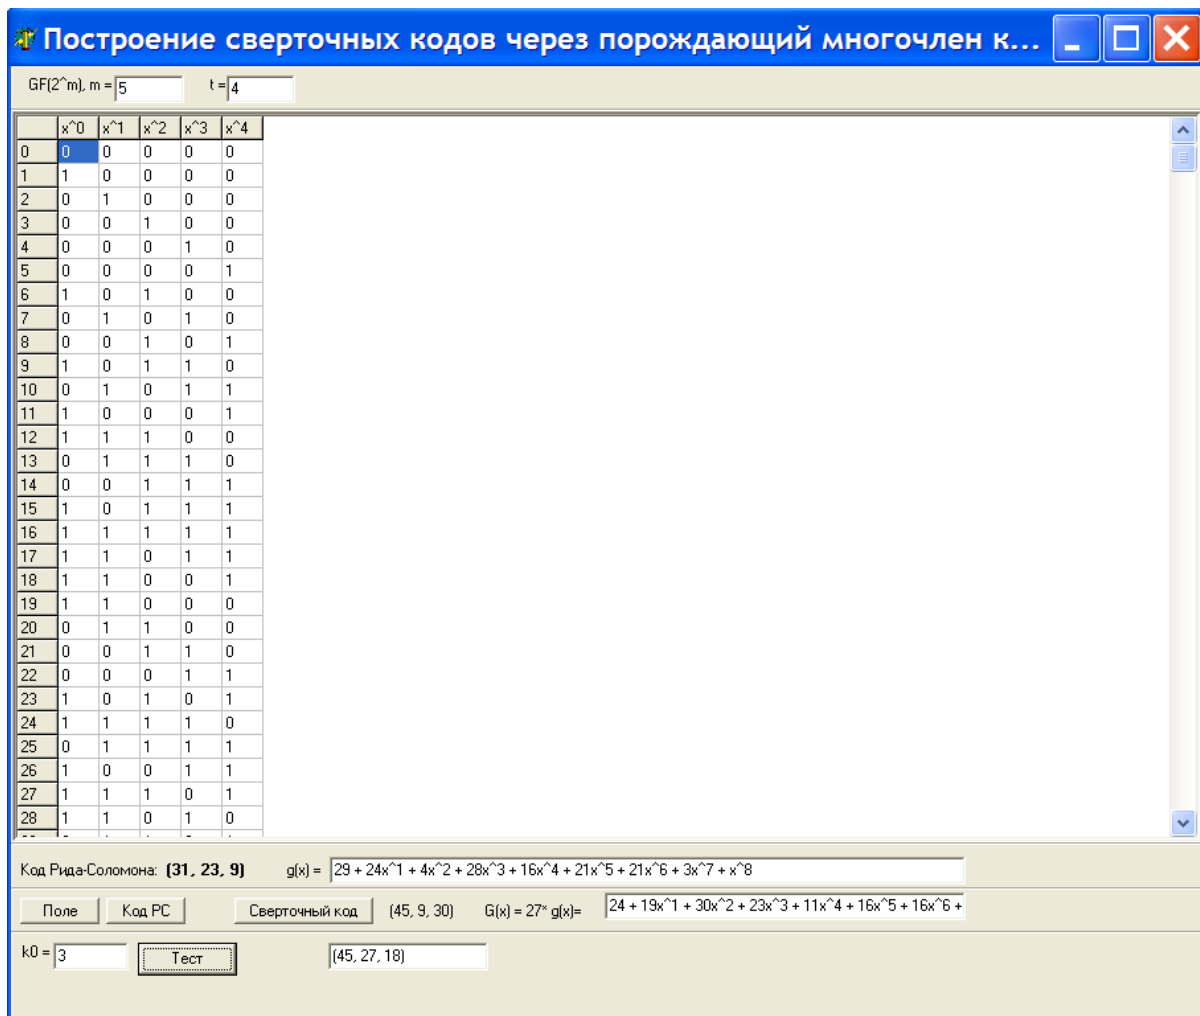 Построение сверточных кодов через порождающий многочлен к...
GF(2^m), m = 5 t = 4
x^0 x^1 x^2 x^3 x^4
0 0 0 0 0 0
1 1 0 0 0 0
2 0 1 0 0 0
3 0 0 1 0 0
4 0 0 0 1 0
5 0 0 0 0 1
6 1 0 1 0 0
7 0 1 0 1 0
8 0 0 1 0 1
9 1 0 1 1 0
10 0 1 0 1 1
11 1 0 0 0 1
12 1 1 1 0 0
13 0 1 1 1 0
14 0 0 1 1 1
15 1 0 1 1 1
16 1 1 1 1 1
17 1 1 0 1 1
18 1 1 0 0 1
19 1 1 0 0 0
20 0 1 1 0 0
21 0 0 1 1 0
22 0 0 0 1 1
23 1 0 1 0 1
24 1 1 1 1 0
25 0 1 1 1 1
26 1 0 0 1 1
27 1 1 1 0 1
28 1 1 0 1 0
Код Рида-Соломона: (31, 23, 9) g(x) = 29 + 24x^1 + 4x^2 + 28x^3 + 16x^4 + 21x^5 + 21x^6 + 3x^7 + x^8
Поле Код РС Сверточный код (45, 9, 30) G(x) = 27* g(x)= 24 + 19x^1 + 30x^2 + 23x^3 + 11x^4 + 16x^5 + 16x^6 +
k0 = 3 Тест (45, 27, 18)